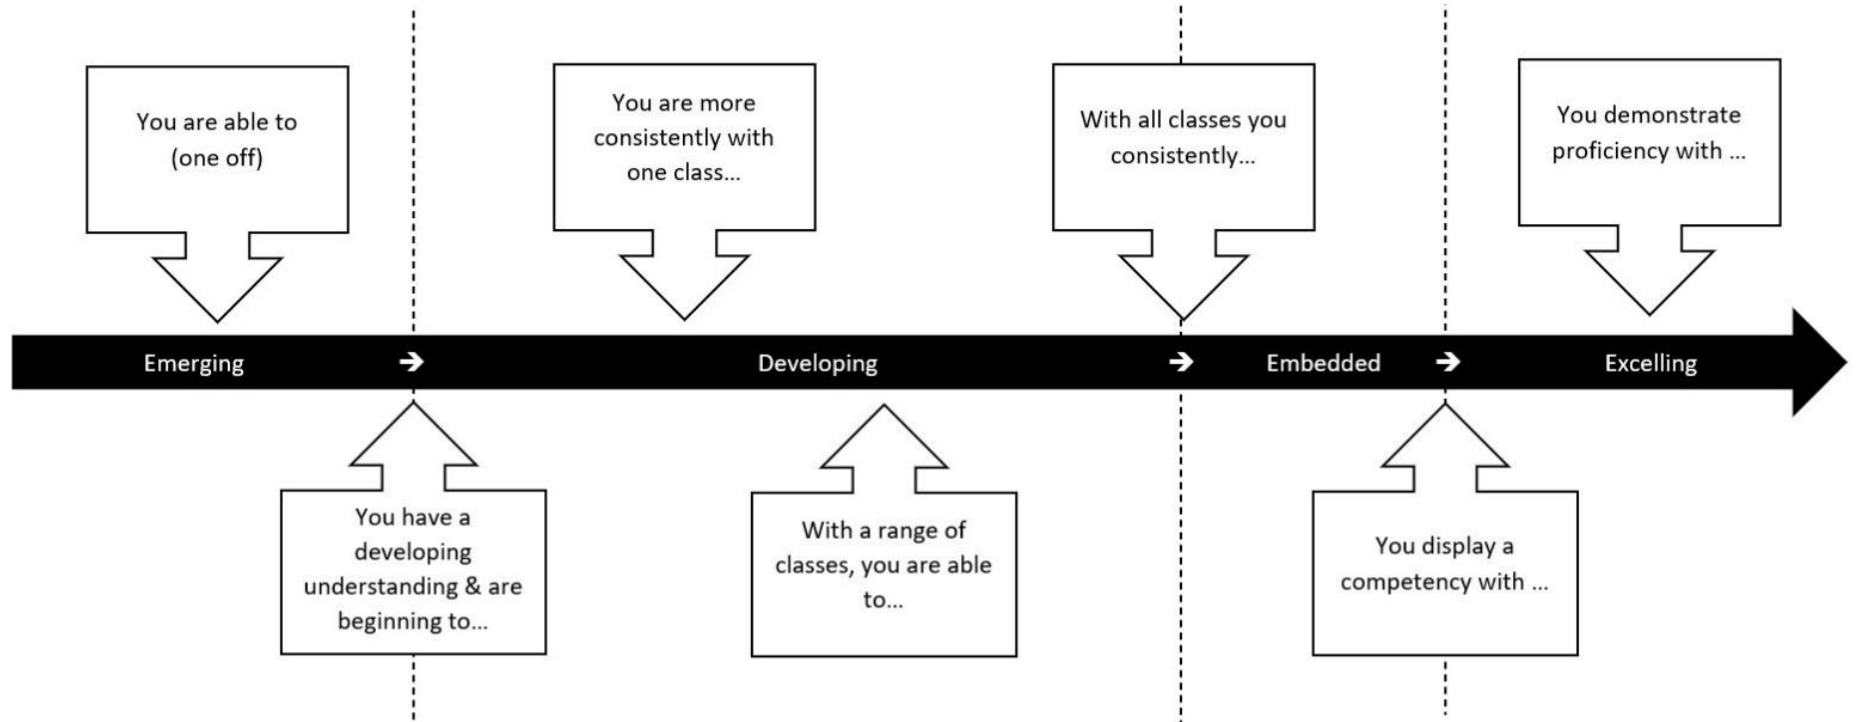 You are able to
(one off)
You are more
consistently with
one class...
With all classes you
consistently...
You demonstrate
proficiency with ...
Emerging → Developing → Embedded → Excelling
You have a
developing
understanding & are
beginning to...
With a range of
classes, you are able
to...
You display a
competency with ...